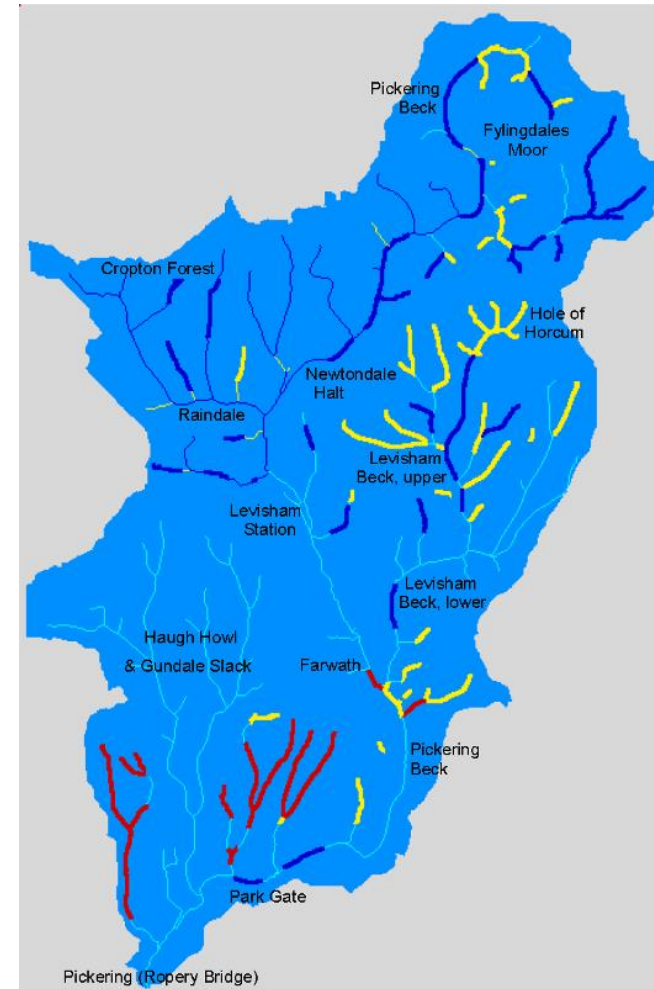 Pickering
Beck
Fylingdales
Moor
Cropton Forest
Hole of
Horcum
Newtondale
Halt
Raindale
Levisham
Beck, upper
Levisham
Station
Levisham
Beck, lower
Haugh Howl
& Gundale Slack
Farwath
Pickering
Beck
Park Gate
Pickering (Ropery Bridge)